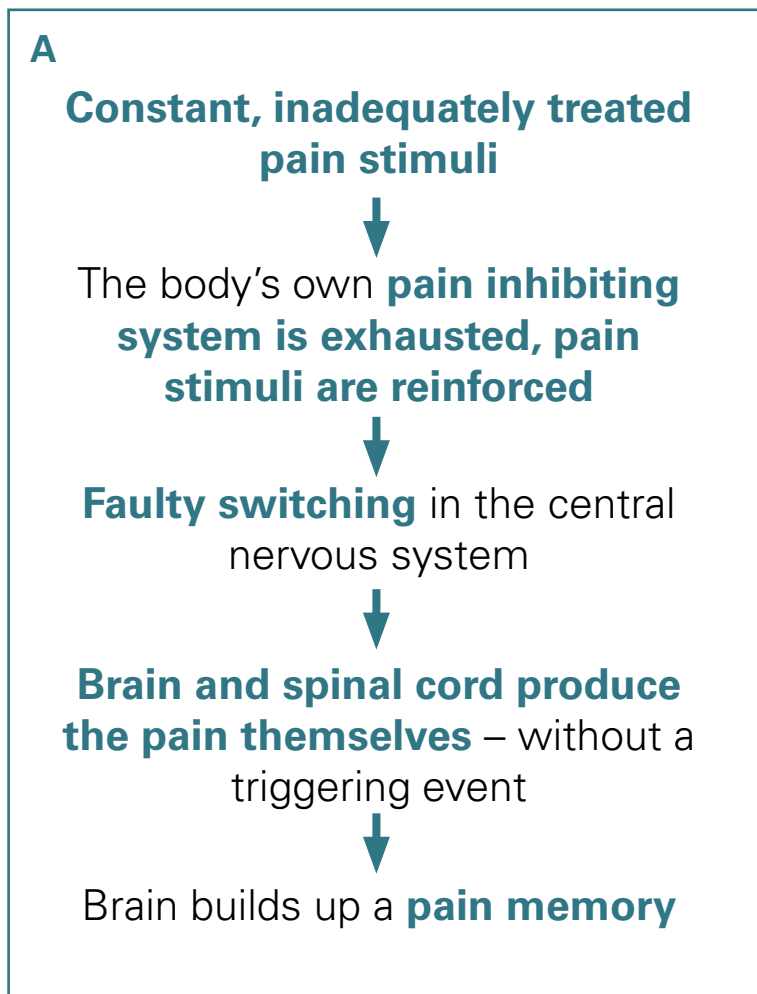 A
Constant, inadequately treated
pain stimuli
The body’s own pain inhibiting
system is exhausted, pain
stimuli are reinforced
Faulty switching in the central
nervous system
Brain and spinal cord produce
the pain themselves – without a
triggering event
Brain builds up a pain memory